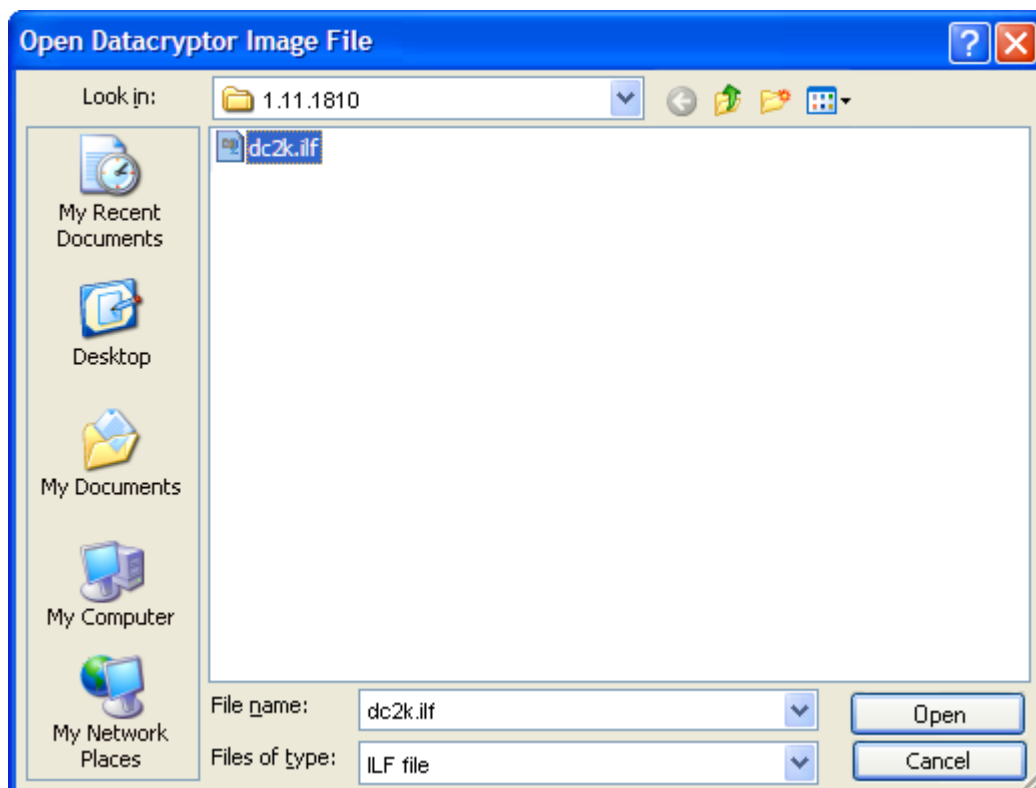 Open Datacryptor Image File
Look in:
1.11.1810
dc2k.ilf
My Recent
Documents
Desktop
My Documents
My Computer
My Network
Places
File name:
dc2k.ilf
Open
Files of type:
ILF file
Cancel